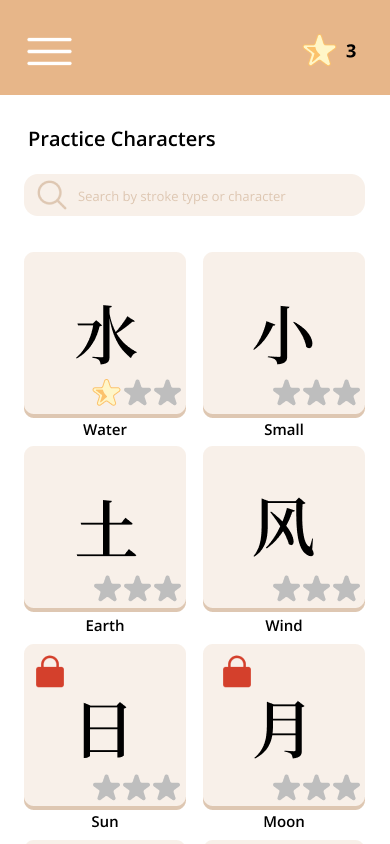 3
Practice Characters
Search by stroke type or character
水 小
Water Small
土 风
Earth Wind
日 月
Sun Moon